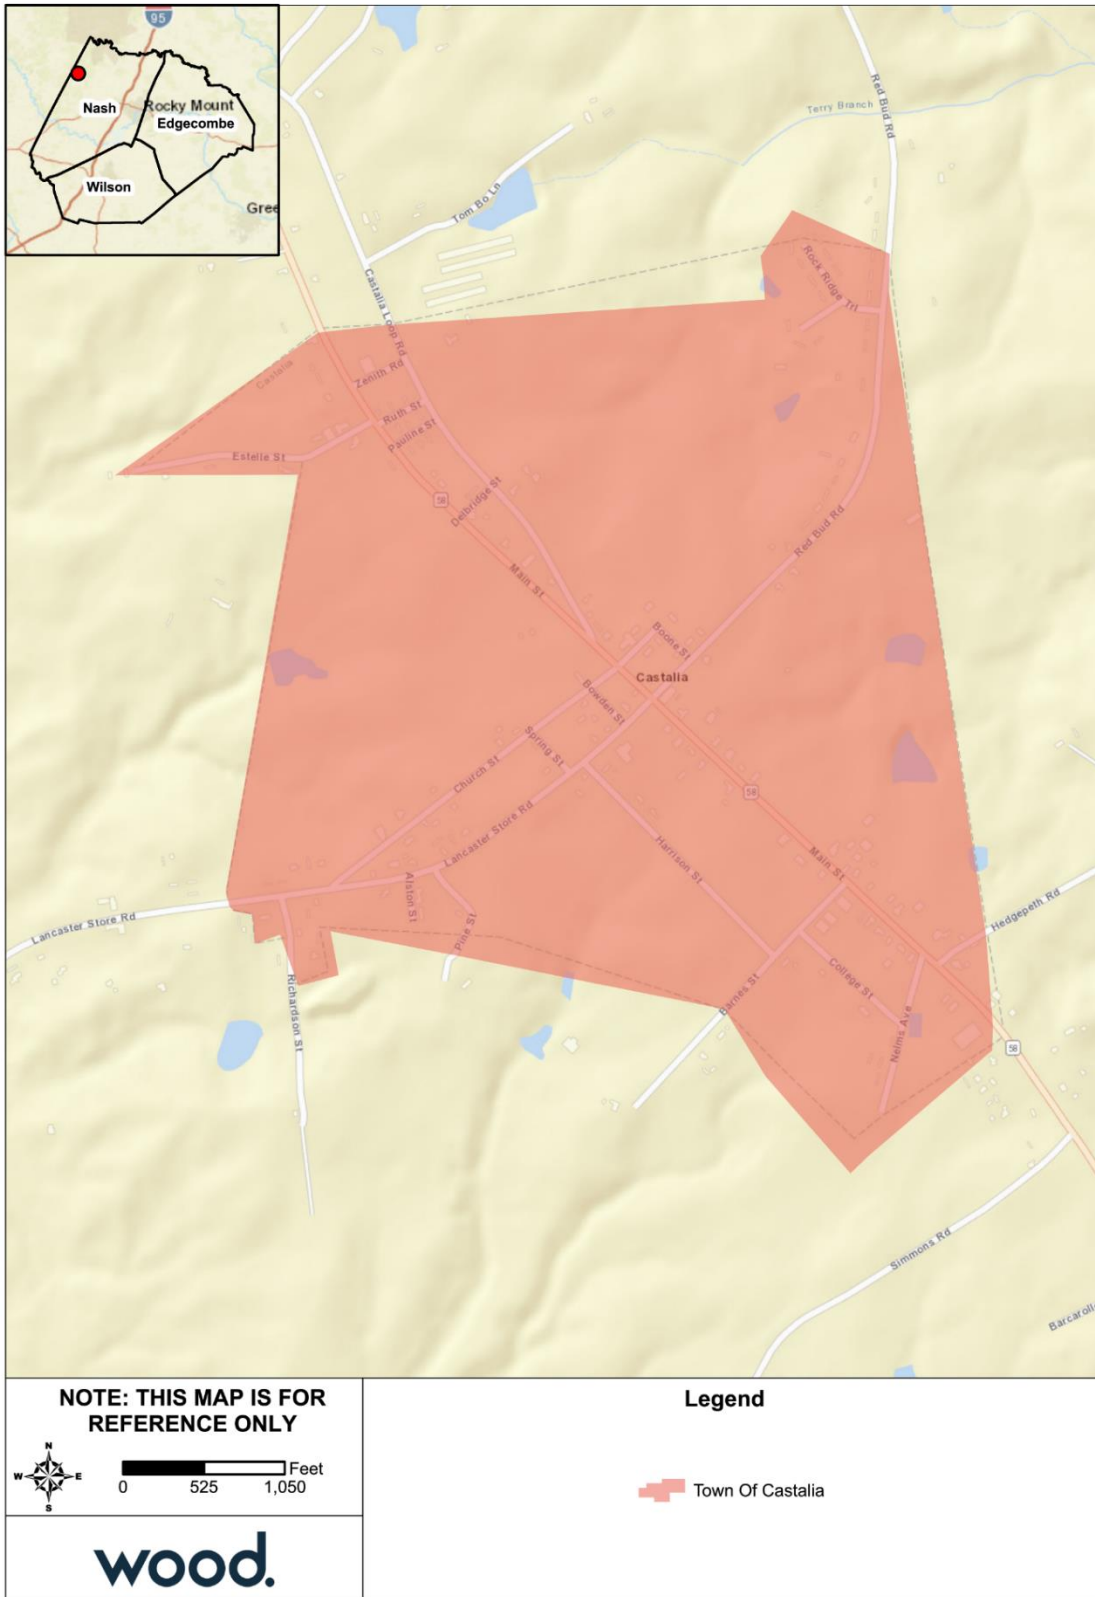 95
Nash
Rocky Mount
Edgecombe
Wilson
Gree
Red Bud Rd
Terry Branch
Tom Bo Ln
Castalia Loop Rd
Rock Ridge Trl
Castalia
Zenith Rd
Ruth St
Pauline St
Estelle St
58
Delbridge St
Red Bud Rd
Main St
Boone St
Castalia
Bowden St
Spring St
Church St
58
Lancaster Store Rd
Harrison St
Main St
Alston St
Hedgepeth Rd
Lancaster Store Rd
Pine St
College St
Barnes St
Richardson St
Nelms Ave
58
Simmons Rd
Barcaroll
NOTE: THIS MAP IS FOR
REFERENCE ONLY
N
W E
S
Feet
0 525 1,050
wood.
Legend
Town Of Castalia